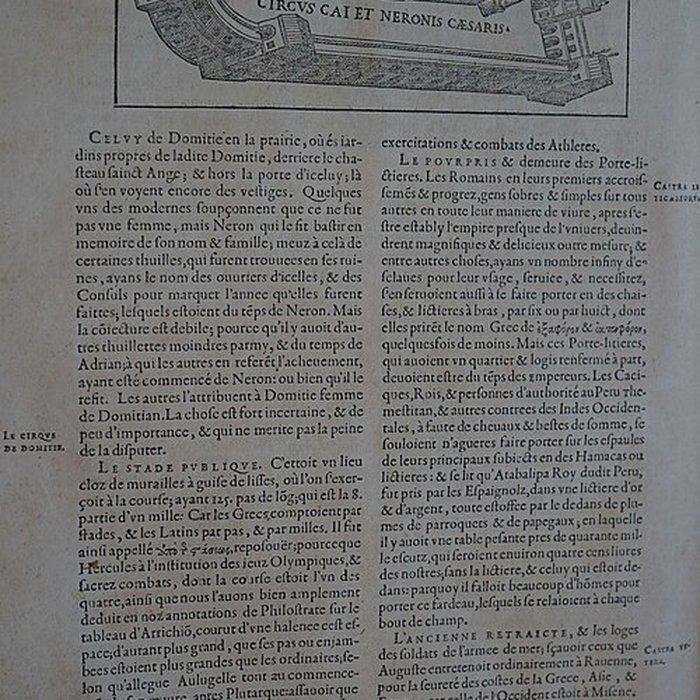 CIRCVS CAI ET NERONIS CÆSARIS.
CELVY de Domitie en la prairie, où és iar-
dins propres de ladite Domitie, derriere le cha-
steau sainct Ange; & hors la porte d'iceluy; là
où s'en voyent encore des vestiges. Quelques
vns des modernes soupçonnent que ce ne fut
pas vne femme, mais Neron qui le fit bastir en
memoire de son nom & famille; meuz à celà de
certaines thuilles, qui furent trouuees en ses rui-
nes, ayans le nom des ouuriers d'icelles, & des
Consuls pour marquer l'annee qu'elles furent
faittes; lesquels estoient du tẽps de Neron. Mais
la cõiecture est debile; pource qu'il y auoit d'au-
tres thuillettes moindres parmy, & du temps de
Adrian; à qui les autres en referẽt l'acheuement,
ayant esté commencé de Neron: ou bien qu'il le
refit. Les autres l'attribuent à Domitie femme
de Domitian. La chose est fort incertaine, & de
peu d'importance, & qui ne merite pas la peine
de la disputer.
LE CIRQVE
DE DOMITIE.
LE STADE PVBLIQVE. C'ettoit vn lieu
cloz de murailles à guise de lisses, où l'on s'exer-
çoit à la course; ayant 125. pas de lõg; qui est la 8.
partie d'vn mille: Car les Grecs comptoient par
stades, & les Latins par pas, & par milles. Il fut
ainsi appellé reposouër; pource que
Hercules à l'institution des ieuz Olympiques, &
sacrez combats, dont la course estoit l'vn des
quatre, ainsi que nous l'auons bien amplement
deduit en noz annotations de Philostrate sur le
tableau d'Arrichiõ, courut d'vne halence cest es-
pace; d'autant plus grand, que ses pas ou enjam-
bees estoient plus grandes que les ordinaires; se-
lon qu'allegue Aulugelle tout au commence-
apres Plutarque: assauoir que
exercitations & combats des Athletes.
LE POVRPRIS & demeure des Porte-li-
ctieres. Les Romains en leurs premiers accrois-
semẽs & progrez, gens sobres & simples sur tous
autres en toute leur maniere de viure, apres s'e-
stre establý l'empire presque de l'vniuers, deuin-
drent magnifiques & delicieux outre mesure; &
entre autres choses, ayans vn nombre infiny d'e-
sclaues pour leur vsage, seruice, & necessitez,
s'en seruoient aussi à se faire porter en des chai-
ses, & lictieres à bras, par six ou par huict, dont
elles prirẽt le nom Grec de ἑξαφόρον &
quelquesfois de moins. Mais ces Porte-litieres,
qui auoient vn quartier & logis renfermé à part,
deuoient estre du tẽps des Empereurs. Les Caci-
ques, Rois, & personnes d'authorité au Peru The-
mestitan, & autres contrees des Indes Occiden-
tales, à faute de cheuaux & bestes de somme, se
souloient n'agueres faire porter sur les espaules
de leurs principaux subiects en des Hamacas ou
lictieres: & se lit qu'Atabalipa Roy dudit Peru,
fut pris par les Espaignolz, dans vne lictiere d'or
& d'argent, toute estoffee par le dedans de plu-
mes de parroquets & de papegaux; en laquelle
il y auoit vne table pesante pres de quarante mil-
le escutz, qui seroient enuiron quatre cens liures
des nostres, sans la lictiere, & celuy qui estoit de-
dans: parquoy il falloit beaucoup d'hõmes pour
porter ce fardeau, lesquels se relaioient à chaque
bout de champ.
CASTRA
L'ANCIENNE RETRAICTE, & les loges
des soldats de l'armee de mer; sçauoir ceux que
Auguste entretenoit ordinairement à Rauenne,
pour la seureté des costes de la Grece, Asie, &
de l'Occident estoit à Misene.
CASTRA